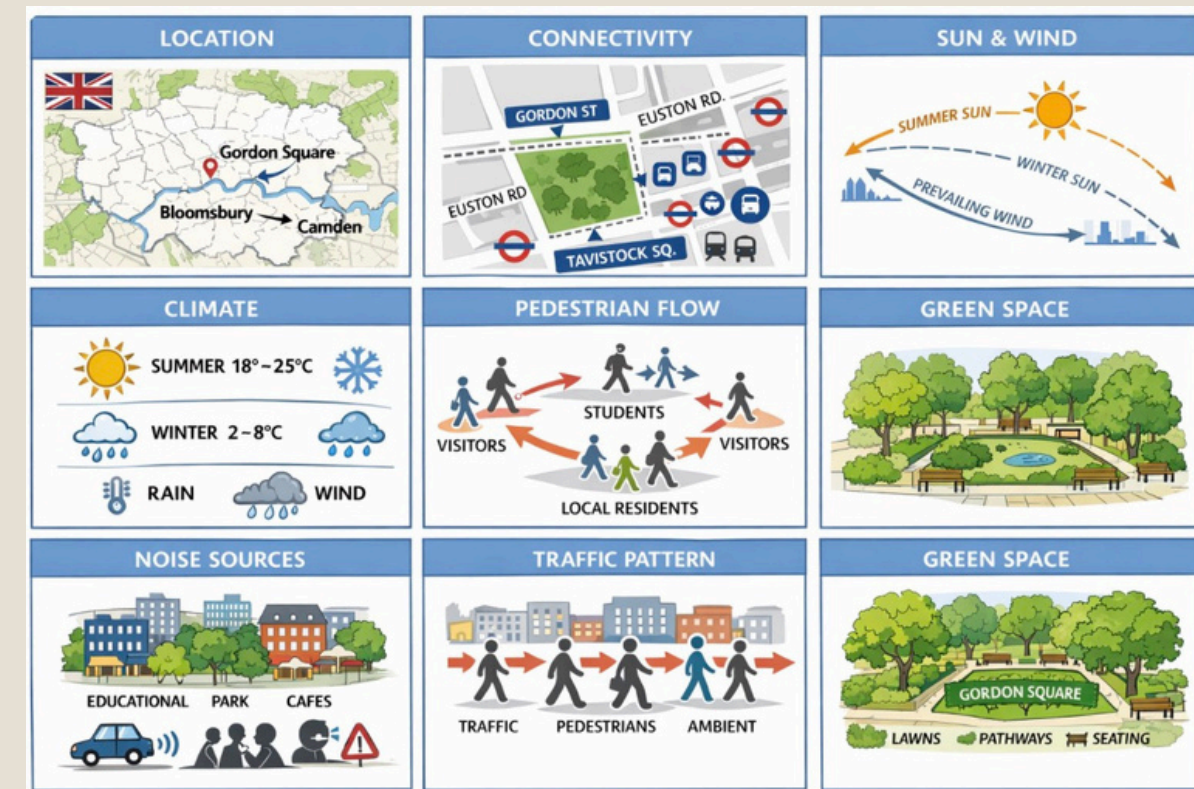 LOCATION
Gordon Square
Bloomsbury
Camden
CONNECTIVITY
GORDON ST
EUSTON RD.
EUSTON RD
TAVISTOCK SQ.
SUN & WIND
SUMMER SUN
WINTER SUN
PREVAILING WIND
CLIMATE
SUMMER 18°~25°C
WINTER 2~8°C
RAIN
WIND
PEDESTRIAN FLOW
STUDENTS
VISITORS
VISITORS
LOCAL RESIDENTS
GREEN SPACE
NOISE SOURCES
EDUCATIONAL
PARK
CAFES
TRAFFIC PATTERN
TRAFFIC
PEDESTRIANS
AMBIENT
GREEN SPACE
GORDON SQUARE
LAWNS
PATHWAYS
SEATING